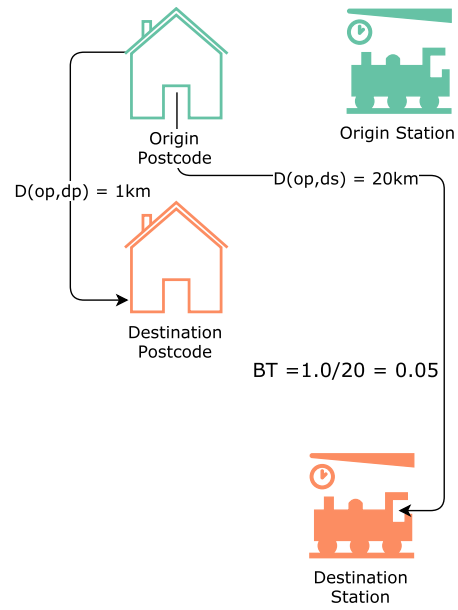 Origin
Postcode
Origin Station
D(op,ds) = 20km
D(op,dp) = 1km
Destination
Postcode
BT =1.0/20 = 0.05
Destination
Station